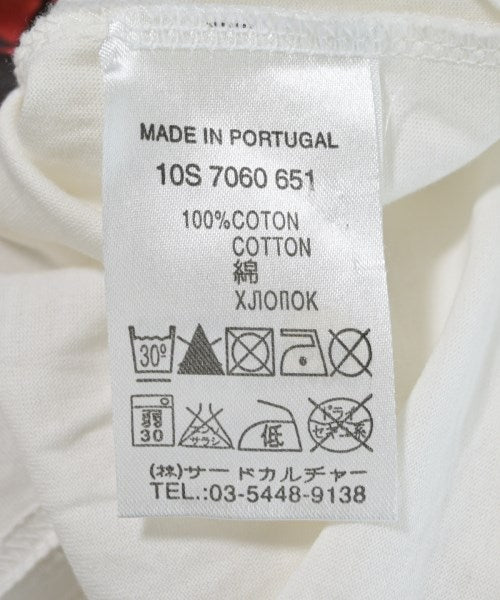 MADE IN PORTUGAL
10S 7060 651
100%COTON
COTTON
綿
ХЛОПОК
30°
弱
30
サラシ
低
ドライ
セキユ系
(株)サードカルチャー
TEL.:03-5448-9138